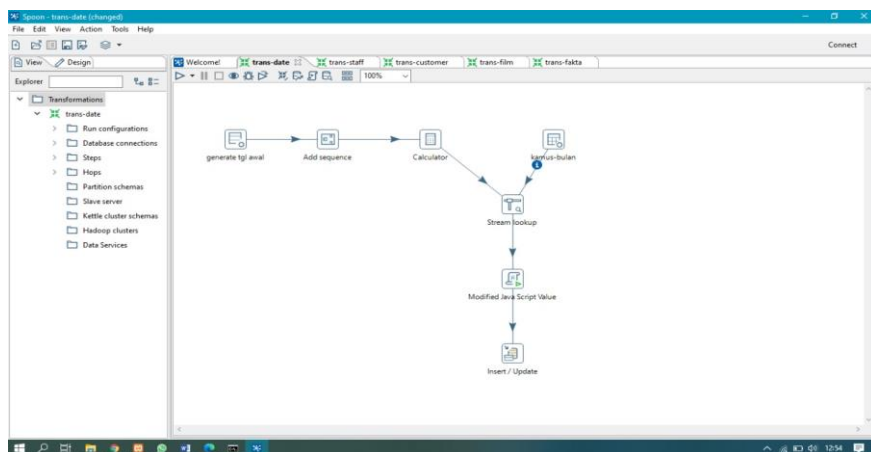 Spoon - trans-date (changed)
File Edit View Action Tools Help
Connect
View Design
Welcome! trans-date trans-staff trans-customer trans-film trans-fakta
Explorer
100%
Transformations
trans-date
Run configurations
Database connections
Steps
Hops
Partition schemas
Slave server
Kettle cluster schemas
Hadoop clusters
Data Services
generate tgl awal Add sequence Calculator kamus-bulan
Stream lookup
Modified Java Script Value
Insert / Update
12:54